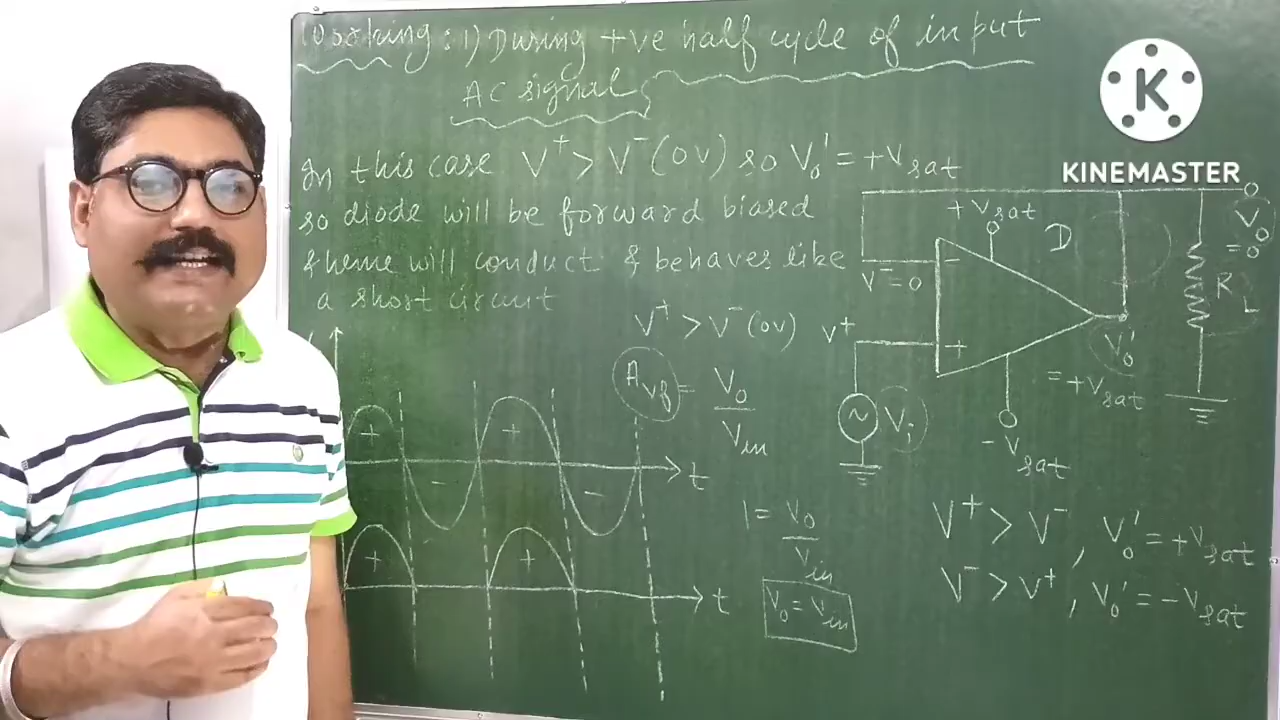 Working: 1) During +ve half cycle of input
AC signal;
In this case V⁺ > V⁻ (0V) so V₀' = +Vsat
so diode will be forward biased
& hence will conduct & behaves like
a short circuit
V⁺ > V⁻ (0V)
Avf = V₀/Vin
1 = V₀/Vin
V₀ = Vin
+
-
+
-
t
+
+
t
+Vsat
D
V⁻=0
-
V⁺
+
V₀'
= +Vsat
Vi
-Vsat
RL
V₀
=0
V⁺ > V⁻, V₀' = +Vsat
V⁻ > V⁺, V₀' = -Vsat
K
KINEMASTER